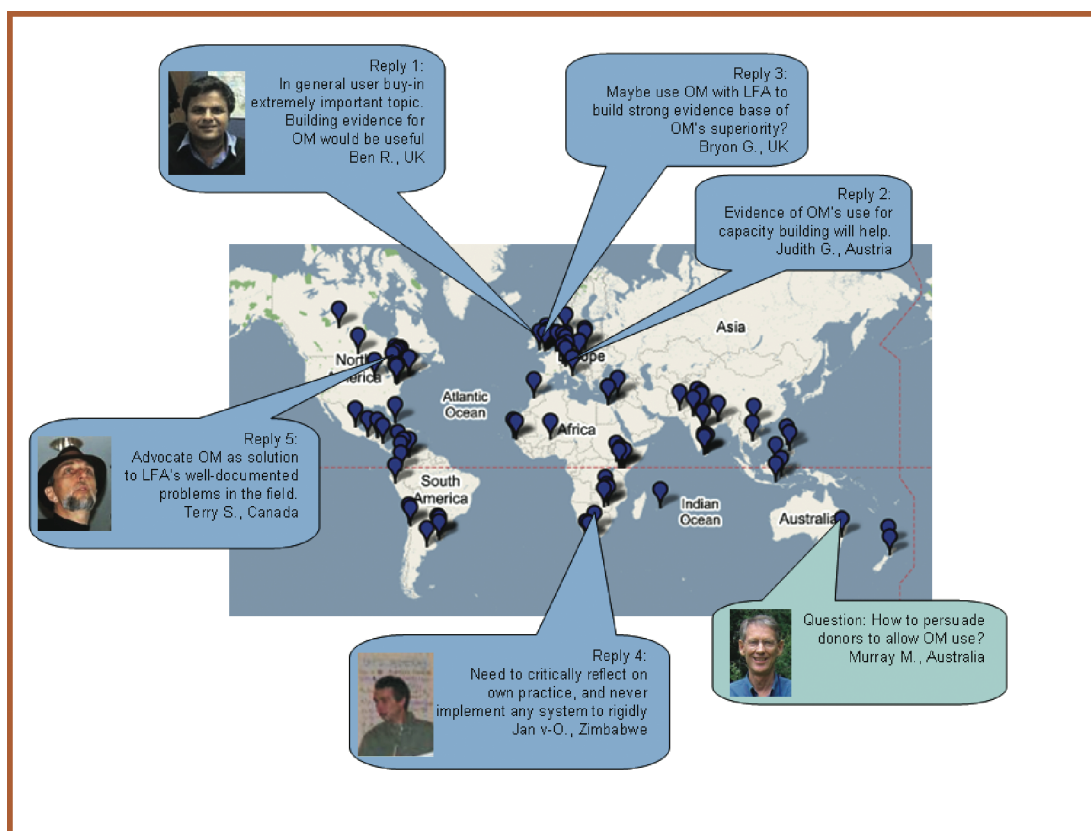 Reply 1:
In general user buy-in
extremely important topic.
Building evidence for
OM would be useful
Ben R., UK
Reply 3:
Maybe use OM with LFA to
build strong evidence base of
OM's superiority?
Bryon G., UK
Reply 2:
Evidence of OM's use for
capacity building will help.
Judith G., Austria
Asia
North
America
Europe
Atlantic
Ocean
Africa
South
America
Indian
Ocean
Australia
Reply 5:
Advocate OM as solution
to LFA's well-documented
problems in the field.
Terry S., Canada
Reply 4:
Need to critically reflect on
own practice, and never
implement any system to rigidly
Jan v-O., Zimbabwe
Question: How to persuade
donors to allow OM use?
Murray M., Australia